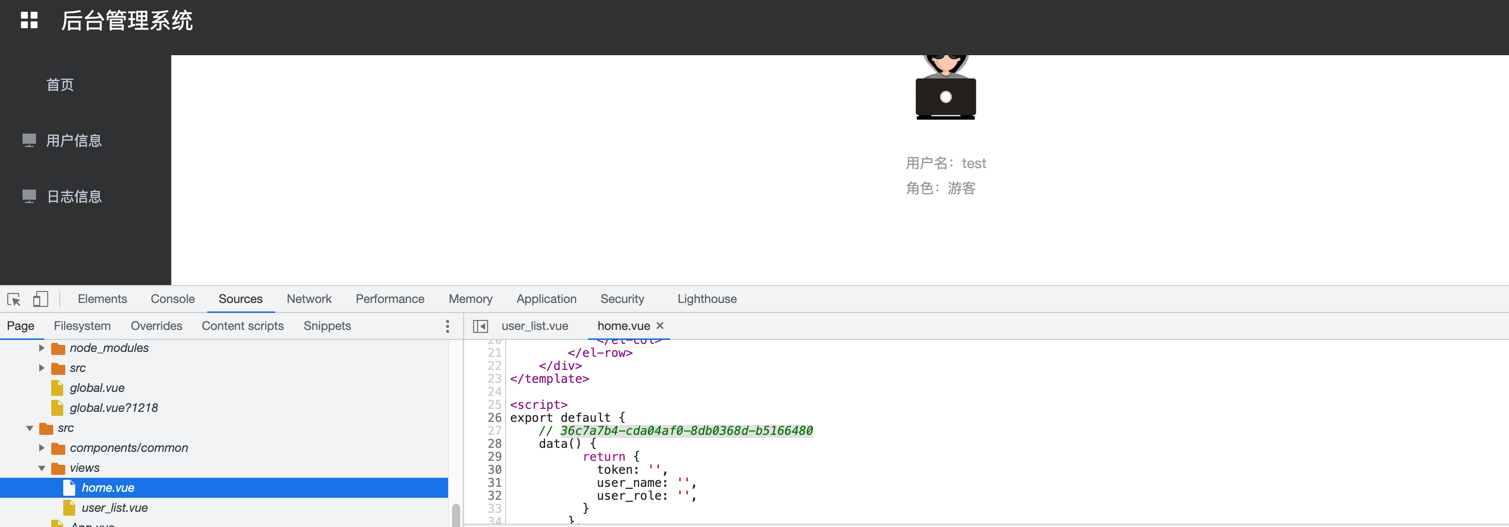 后台管理系统
首页
用户信息
日志信息
用户名：test
角色：游客
Elements Console Sources Network Performance Memory Application Security Lighthouse
Page Filesystem Overrides Content scripts Snippets
user_list.vue home.vue ×
node_modules
src
global.vue
global.vue?1218
src
components/common
views
home.vue
user_list.vue
App.vue
20 </el-col>
21 </el-row>
22 </div>
23 </template>
24
25 <script>
26 export default {
27 // 36c7a7b4-cda04af0-8db0368d-b5166480
28 data() {
29 return {
30 token: '',
31 user_name: '',
32 user_role: '',
33 }
34 },